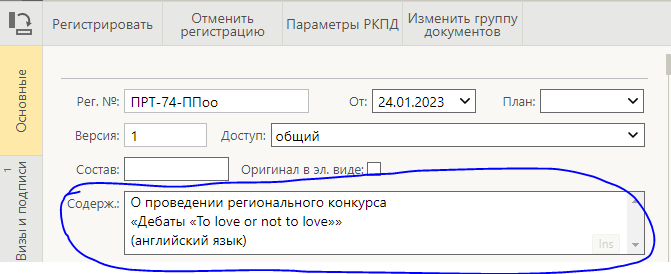 Регистрировать
Отменить регистрацию
Параметры РКПД
Изменить группу документов
Основные
1
Визы и подписи
Рег. №: ПРТ-74-ППоо От: 24.01.2023 План:
Версия: 1 Доступ: общий
Состав: Оригинал в эл. виде:
Содерж.: О проведении регионального конкурса
«Дебаты «To love or not to love»»
(английский язык)
Ins